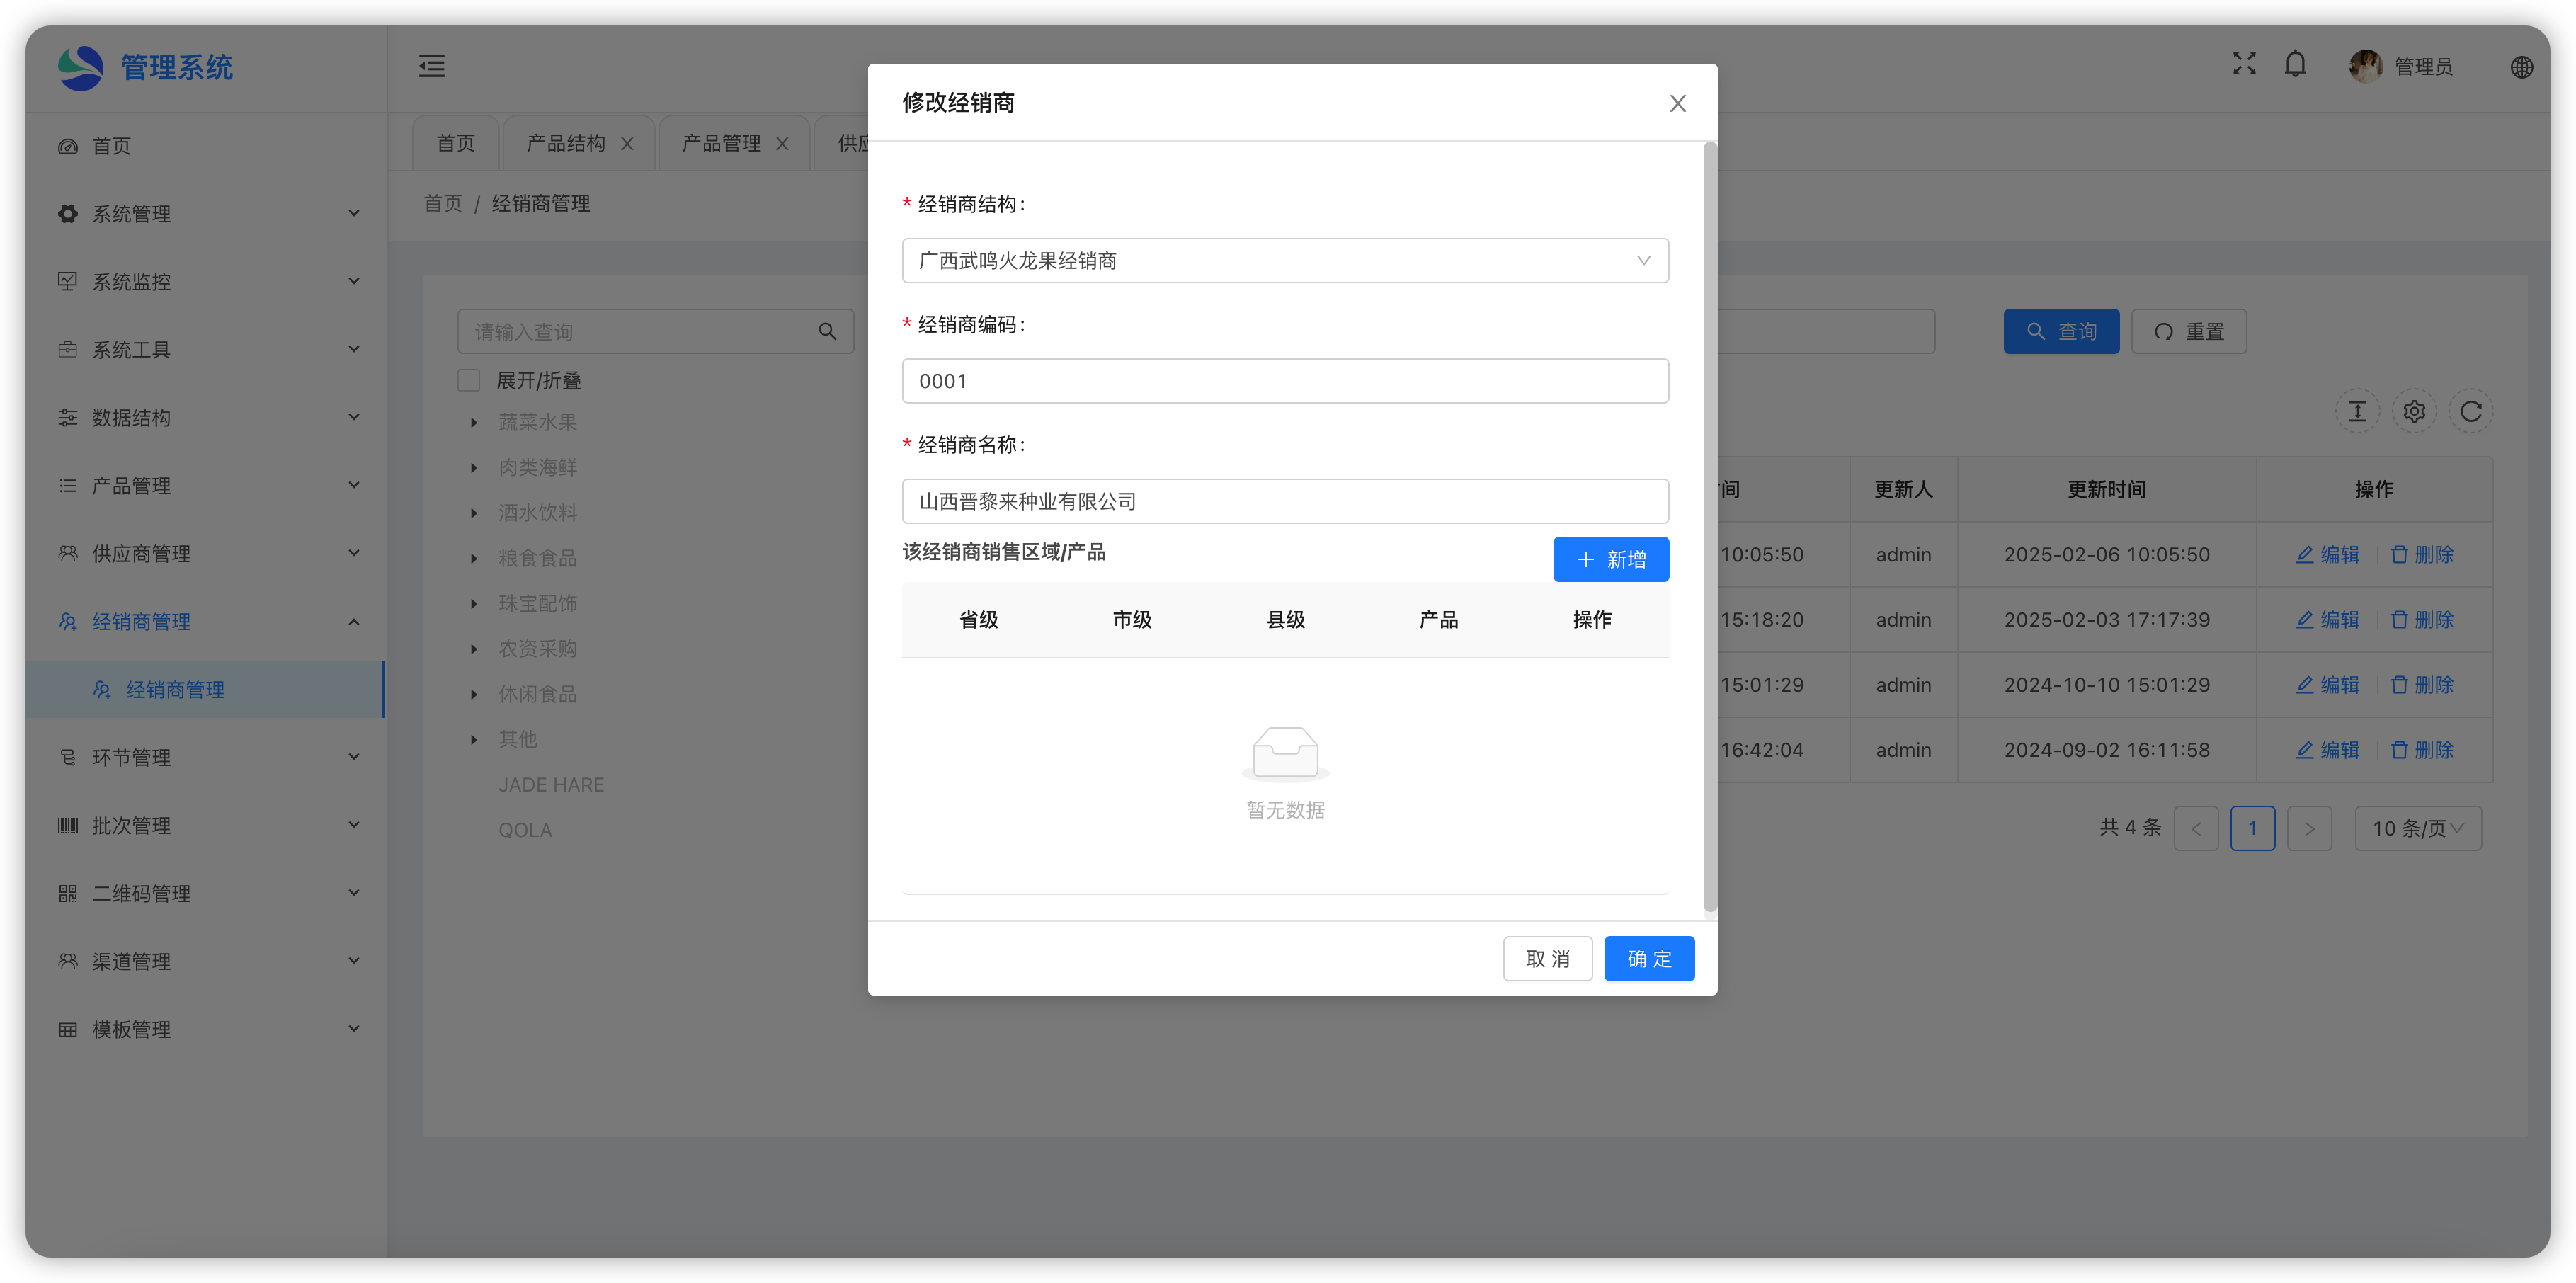 管理系统
管理员
首页
系统管理
系统监控
系统工具
数据结构
产品管理
供应商管理
经销商管理
经销商管理
环节管理
批次管理
二维码管理
渠道管理
模板管理
首页 产品结构 产品管理
首页 / 经销商管理
请输入查询
展开/折叠
蔬菜水果
肉类海鲜
酒水饮料
粮食食品
珠宝配饰
农资采购
休闲食品
其他
JADE HARE
QOLA
修改经销商
* 经销商结构:
广西武鸣火龙果经销商
* 经销商编码:
0001
* 经销商名称:
山西晋黎来种业有限公司
该经销商销售区域/产品
新增
省级 市级 县级 产品 操作
暂无数据
取 消 确 定
查询 重置
间 更新人 更新时间 操作
10:05:50 admin 2025-02-06 10:05:50 编辑 删除
15:18:20 admin 2025-02-03 17:17:39 编辑 删除
15:01:29 admin 2024-10-10 15:01:29 编辑 删除
16:42:04 admin 2024-09-02 16:11:58 编辑 删除
共 4 条 1 10 条/页